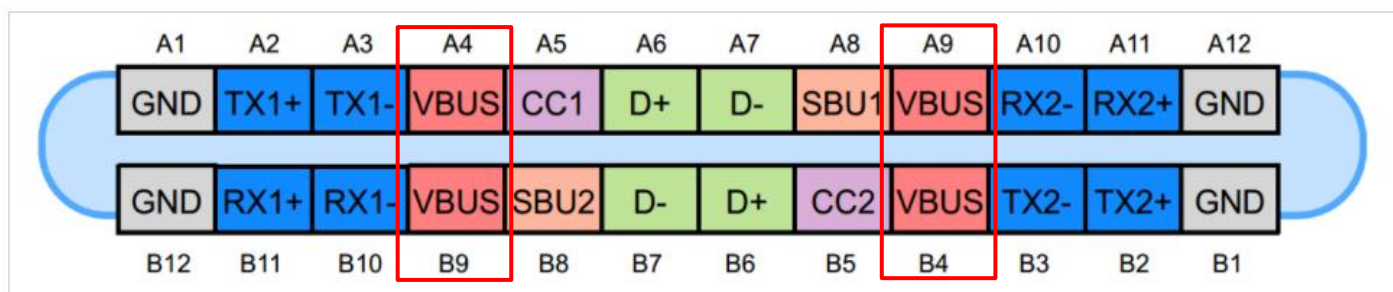 A1 A2 A3 A4 A5 A6 A7 A8 A9 A10 A11 A12
GND TX1+ TX1- VBUS CC1 D+ D- SBU1 VBUS RX2- RX2+ GND
GND RX1+ RX1- VBUS SBU2 D- D+ CC2 VBUS TX2- TX2+ GND
B12 B11 B10 B9 B8 B7 B6 B5 B4 B3 B2 B1